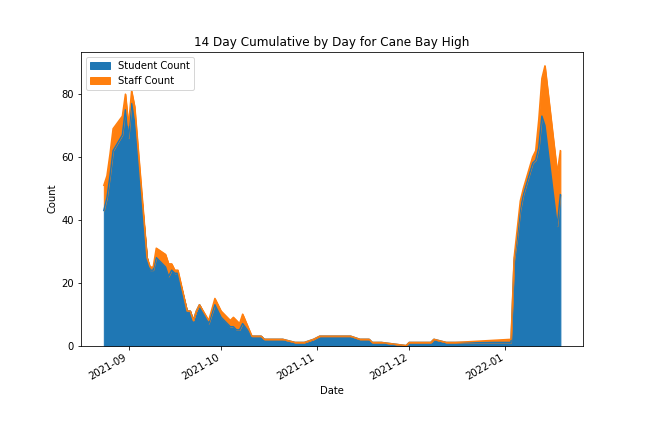 14 Day Cumulative by Day for Cane Bay High
Student Count
Staff Count
80
60
40
20
0
Count
2021-09
2021-10
2021-11
2021-12
2022-01
Date